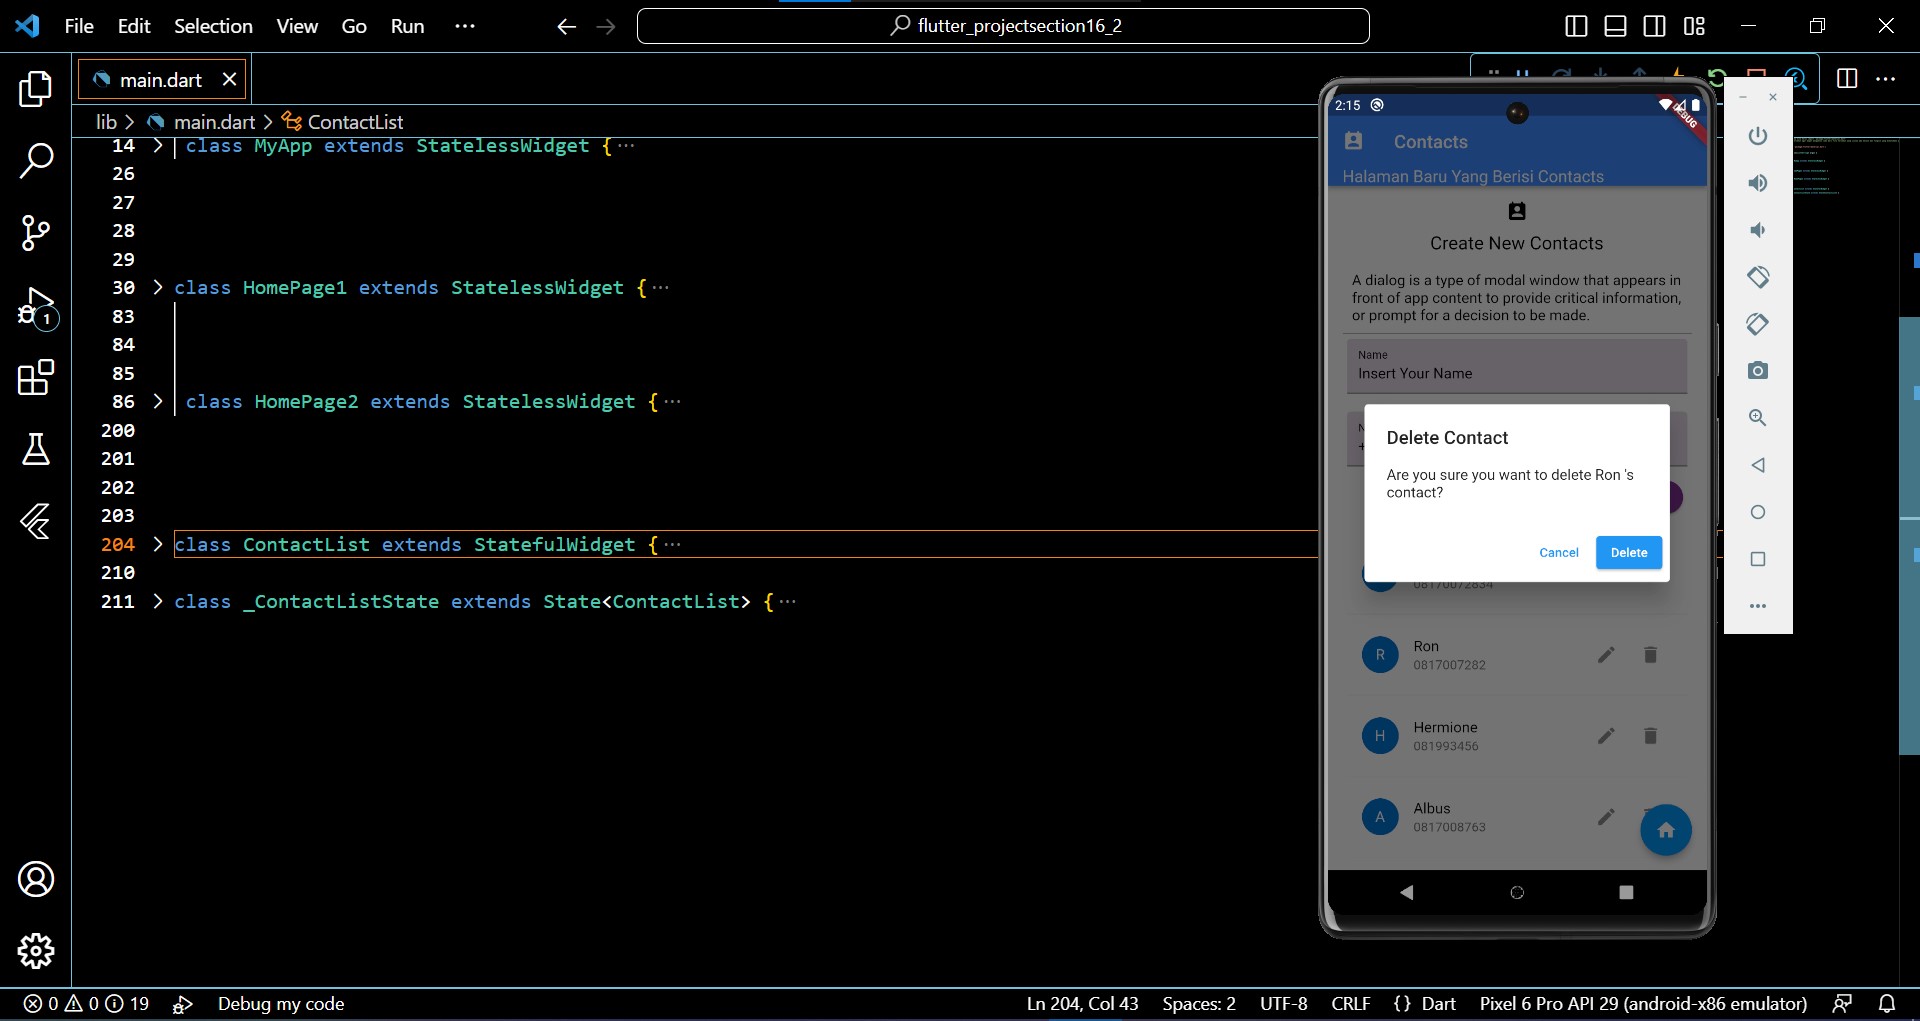 File Edit Selection View Go Run ···
flutter_projectsection16_2
main.dart
lib > main.dart > ContactList
14 > class MyApp extends StatelessWidget {···
26
27
28
29
30 > class HomePage1 extends StatelessWidget {···
83
84
85
86 > class HomePage2 extends StatelessWidget {···
200
201
202
203
204 > class ContactList extends StatefulWidget {···
210
211 > class _ContactListState extends State<ContactList> {···
1
2:15
DEBUG
Contacts
Halaman Baru Yang Berisi Contacts
Create New Contacts
A dialog is a type of modal window that appears in
front of app content to provide critical information,
or prompt for a decision to be made.
Name
Insert Your Name
Delete Contact
Are you sure you want to delete Ron 's
contact?
Cancel Delete
R Ron
0817007282
H Hermione
081993456
A Albus
0817008763
0 0 19 Debug my code Ln 204, Col 43 Spaces: 2 UTF-8 CRLF {} Dart Pixel 6 Pro API 29 (android-x86 emulator)